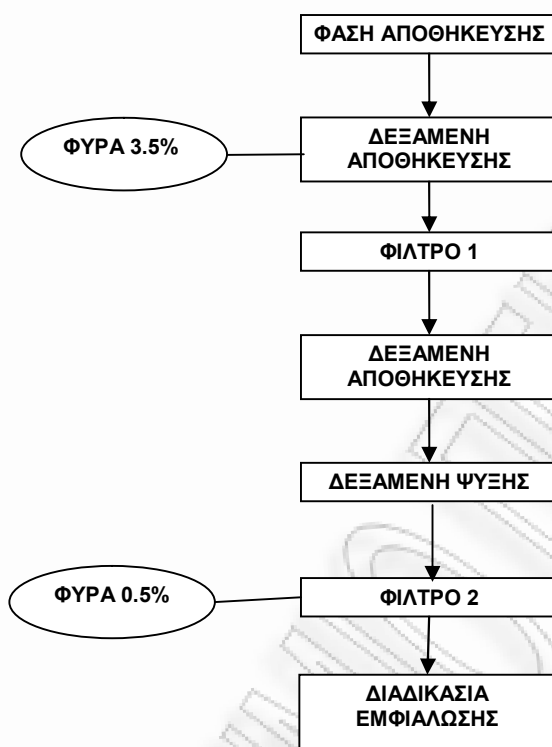 ΦΑΣΗ ΑΠΟΘΗΚΕΥΣΗΣ
ΦΥΡΑ 3.5%
ΔΕΞΑΜΕΝΗ
ΑΠΟΘΗΚΕΥΣΗΣ
ΦΙΛΤΡΟ 1
ΔΕΞΑΜΕΝΗ
ΑΠΟΘΗΚΕΥΣΗΣ
ΔΕΞΑΜΕΝΗ ΨΥΞΗΣ
ΦΥΡΑ 0.5%
ΦΙΛΤΡΟ 2
ΔΙΑΔΙΚΑΣΙΑ
ΕΜΦΙΑΛΩΣΗΣ